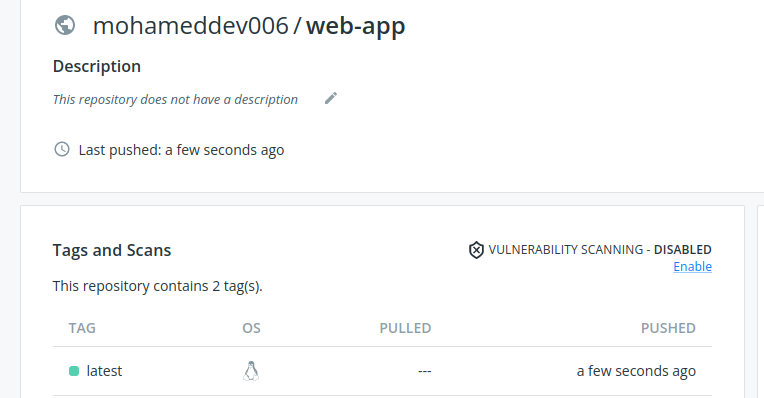 mohameddev006 / web-app
Description
This repository does not have a description
Last pushed: a few seconds ago
Tags and Scans
VULNERABILITY SCANNING - DISABLED
Enable
This repository contains 2 tag(s).
TAG OS PULLED PUSHED
latest --- a few seconds ago